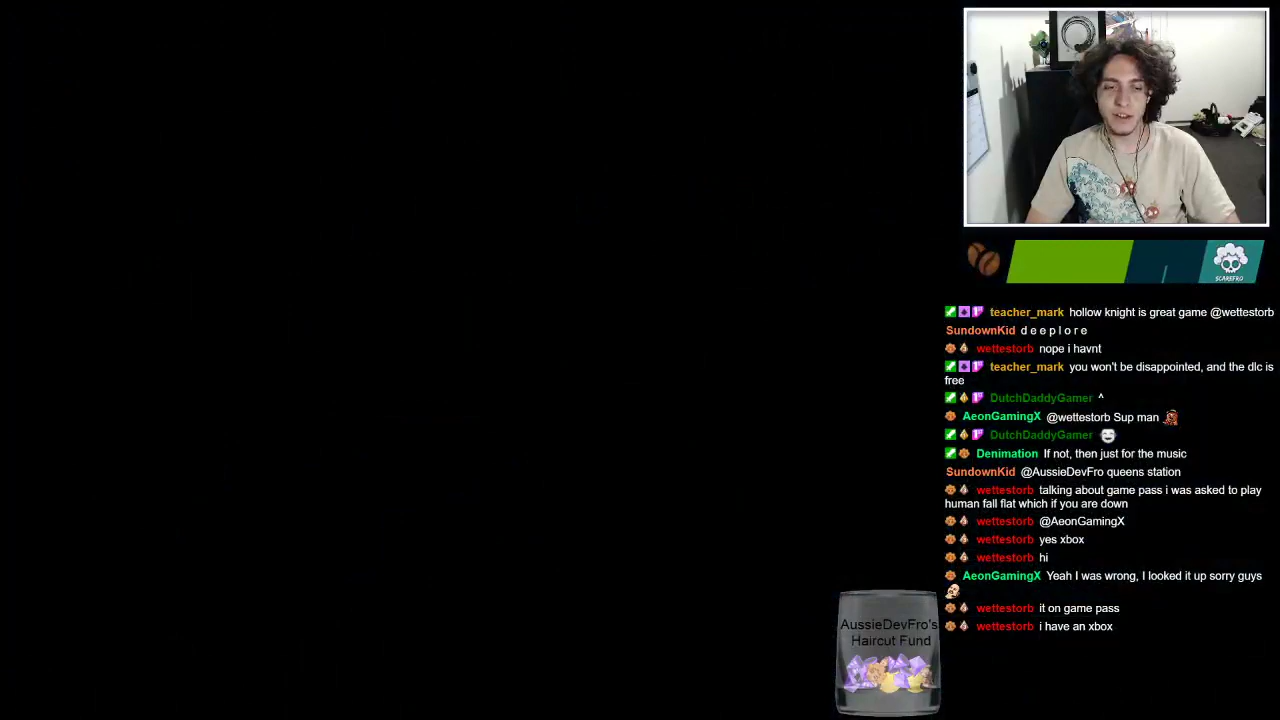 SCAREFRO
teacher_mark hollow knight is great game @wettestorb
SundownKid d e e p l o r e
wettestorb nope i havnt
teacher_mark you won't be disappointed, and the dlc is
free
DutchDaddyGamer ^
AeonGamingX @wettestorb Sup man
DutchDaddyGamer
Denimation If not, then just for the music
SundownKid @AussieDevFro queens station
wettestorb talking about game pass i was asked to play
human fall flat which if you are down
wettestorb @AeonGamingX
wettestorb yes xbox
wettestorb hi
AeonGamingX Yeah I was wrong, I looked it up sorry guys
wettestorb it on game pass
wettestorb i have an xbox
AussieDevFro's
Haircut Fund